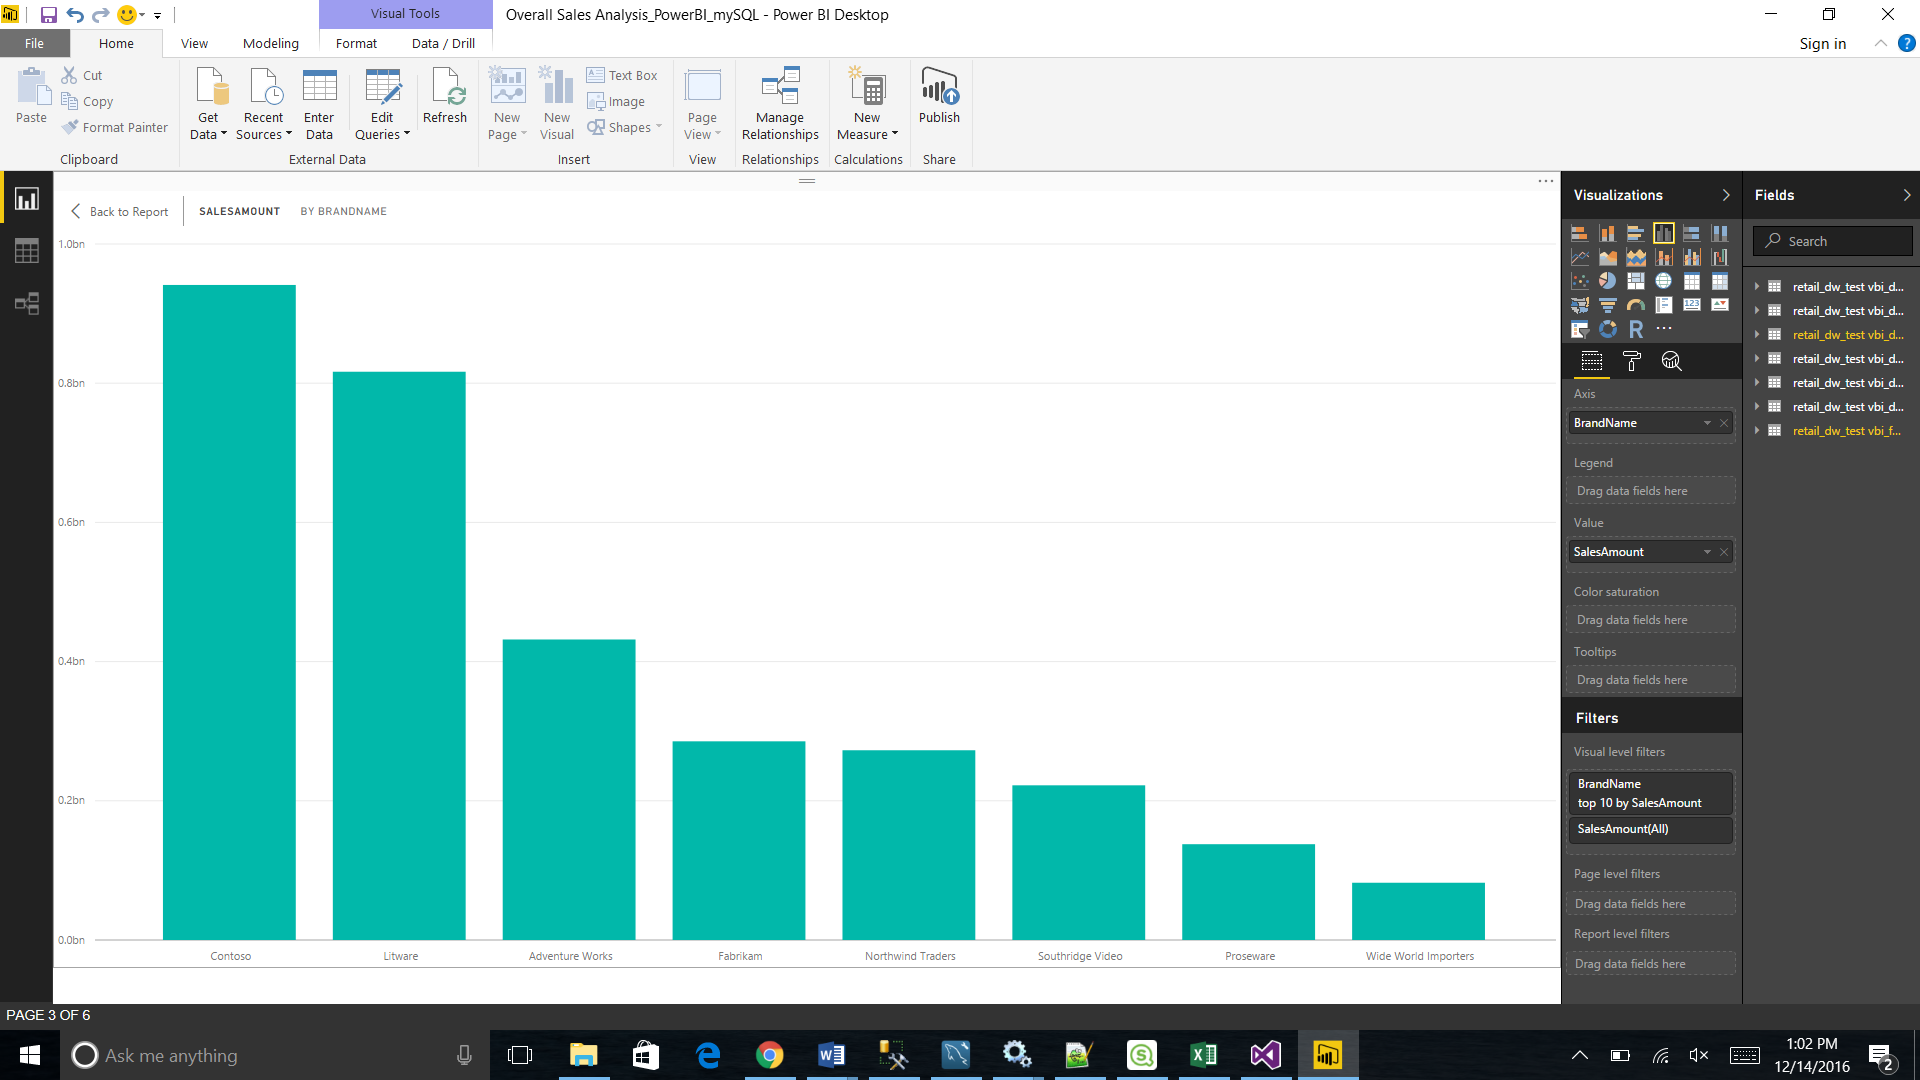 Visual Tools
Overall Sales Analysis_PowerBI_mySQL - Power BI Desktop
File
Home
View
Modeling
Format
Data / Drill
Sign in
?
Paste
Cut
Copy
Format Painter
Clipboard
Get Data
Recent Sources
Enter Data
Edit Queries
Refresh
External Data
New Page
New Visual
Text Box
Image
Shapes
Insert
Page View
View
Manage Relationships
Relationships
New Measure
Calculations
Publish
Share
Back to Report
SALESAMOUNT
BY BRANDNAME
1.0bn
0.8bn
0.6bn
0.4bn
0.2bn
0.0bn
Contoso
Litware
Adventure Works
Fabrikam
Northwind Traders
Southridge Video
Proseware
Wide World Importers
Visualizations
123
R
Axis
BrandName
Legend
Drag data fields here
Value
SalesAmount
Color saturation
Drag data fields here
Tooltips
Drag data fields here
Filters
Visual level filters
BrandName
top 10 by SalesAmount
SalesAmount(All)
Page level filters
Drag data fields here
Report level filters
Drag data fields here
Fields
Search
retail_dw_test vbi_d...
retail_dw_test vbi_d...
retail_dw_test vbi_d...
retail_dw_test vbi_d...
retail_dw_test vbi_d...
retail_dw_test vbi_d...
retail_dw_test vbi_f...
PAGE 3 OF 6
Ask me anything
1:02 PM
12/14/2016
2